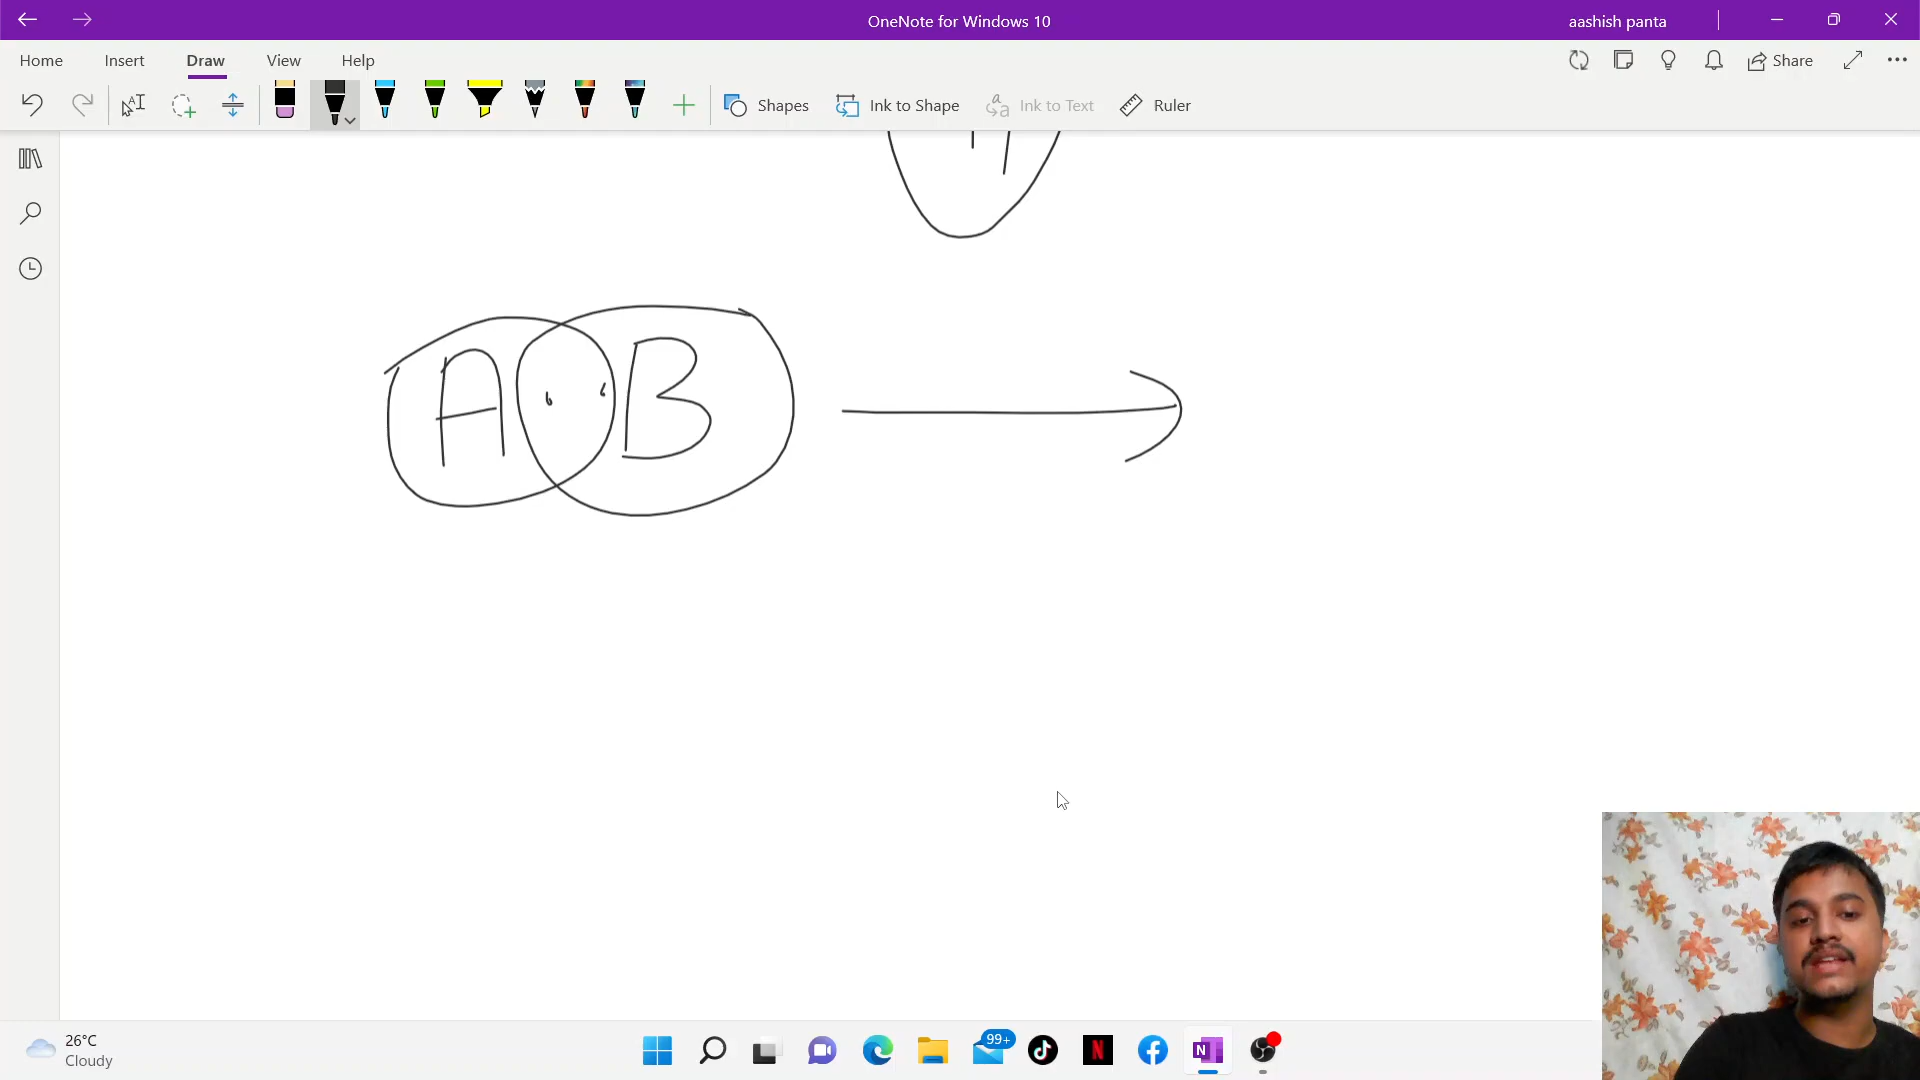 OneNote for Windows 10
aashish panta
Home Insert Draw View Help
Share
Shapes Ink to Shape Ink to Text Ruler
A B
26°C
Cloudy
99+